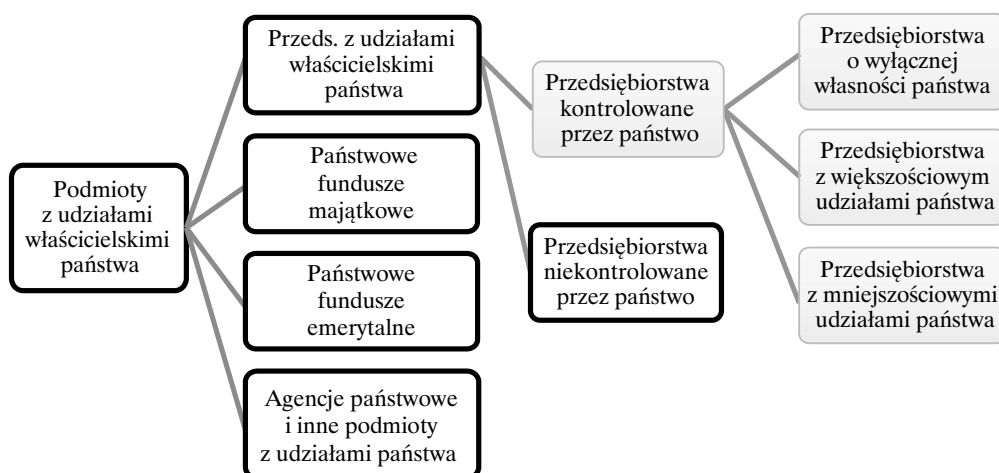 Podmioty
z udziałami
właścicielskimi
państwa
Przeds. z udziałami
właścicielskimi
państwa
Państwowe
fundusze
majątkowe
Państwowe
fundusze
emerytalne
Agencje państwowe
i inne podmioty
z udziałami państwa
Przedsiębiorstwa
kontrolowane
przez państwo
Przedsiębiorstwa
niekontrolowane
przez państwo
Przedsiębiorstwa
o wyłącznej
własności państwa
Przedsiębiorstwa
z większościowym
udziałami państwa
Przedsiębiorstwa
z mniejszościowymi
udziałami państwa